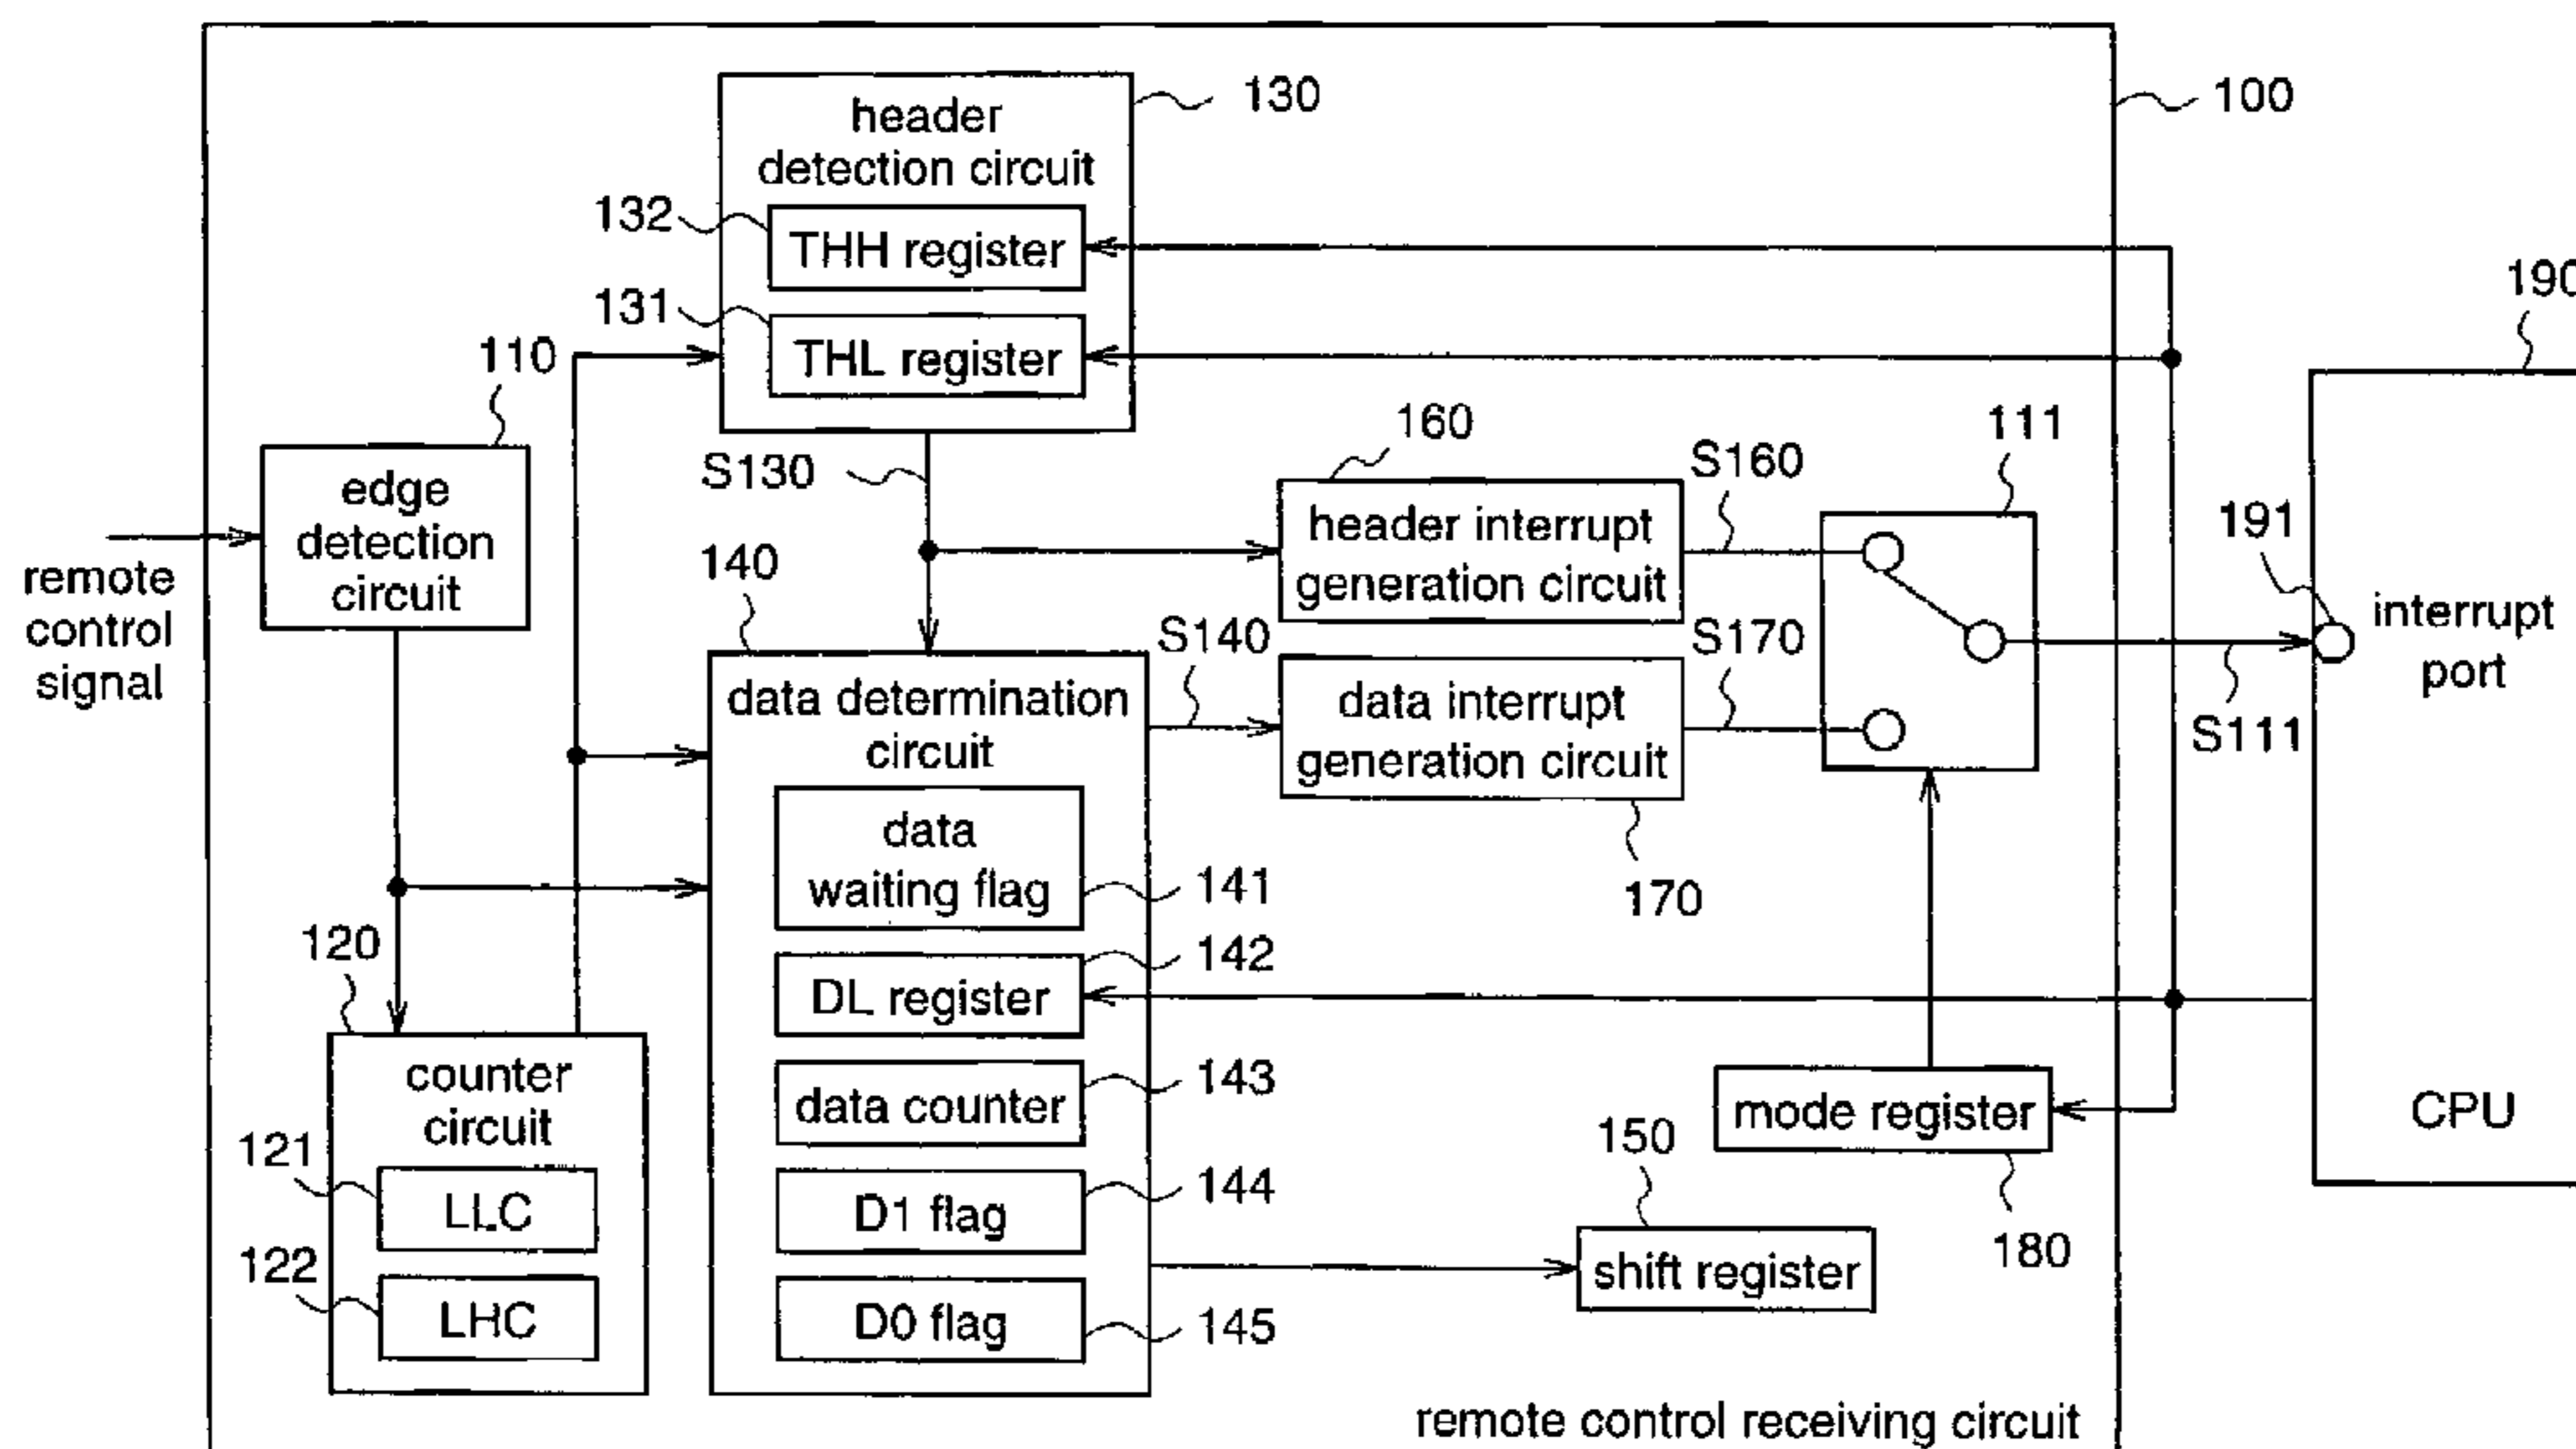 130
100
header
detection circuit
132
THH register
190
131
THL register
110
160
111
S130
S160
edge
detection
circuit
191
header interrupt
generation circuit
remote
control
signal
140
S140
S170
interrupt
port
data determination
circuit
data interrupt
generation circuit
S111
data
waiting flag
141
170
120
142
DL register
counter
circuit
143
data counter
mode register
CPU
121
LLC
150
144
D1 flag
180
122
LHC
shift register
D0 flag
145
remote control receiving circuit